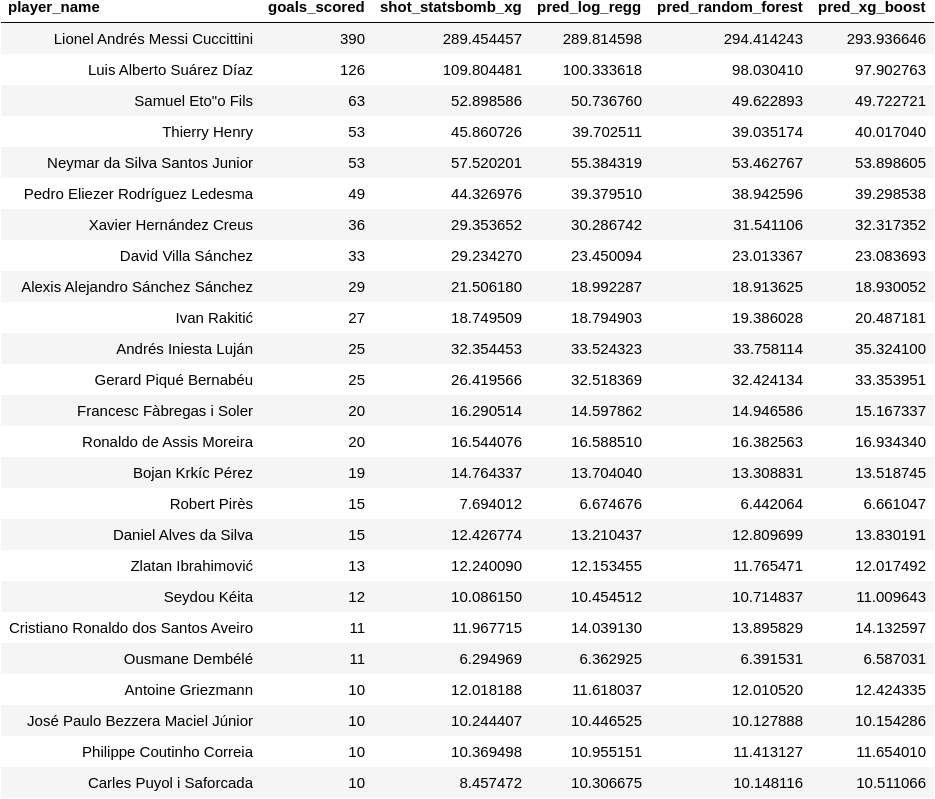 player_name goals_scored shot_statsbomb_xg pred_log_regg pred_random_forest pred_xg_boost
Lionel Andrés Messi Cuccittini 390 289.454457 289.814598 294.414243 293.936646
Luis Alberto Suárez Díaz 126 109.804481 100.333618 98.030410 97.902763
Samuel Eto"o Fils 63 52.898586 50.736760 49.622893 49.722721
Thierry Henry 53 45.860726 39.702511 39.035174 40.017040
Neymar da Silva Santos Junior 53 57.520201 55.384319 53.462767 53.898605
Pedro Eliezer Rodríguez Ledesma 49 44.326976 39.379510 38.942596 39.298538
Xavier Hernández Creus 36 29.353652 30.286742 31.541106 32.317352
David Villa Sánchez 33 29.234270 23.450094 23.013367 23.083693
Alexis Alejandro Sánchez Sánchez 29 21.506180 18.992287 18.913625 18.930052
Ivan Rakitić 27 18.749509 18.794903 19.386028 20.487181
Andrés Iniesta Luján 25 32.354453 33.524323 33.758114 35.324100
Gerard Piqué Bernabéu 25 26.419566 32.518369 32.424134 33.353951
Francesc Fàbregas i Soler 20 16.290514 14.597862 14.946586 15.167337
Ronaldo de Assis Moreira 20 16.544076 16.588510 16.382563 16.934340
Bojan Krkíc Pérez 19 14.764337 13.704040 13.308831 13.518745
Robert Pirès 15 7.694012 6.674676 6.442064 6.661047
Daniel Alves da Silva 15 12.426774 13.210437 12.809699 13.830191
Zlatan Ibrahimović 13 12.240090 12.153455 11.765471 12.017492
Seydou Kéita 12 10.086150 10.454512 10.714837 11.009643
Cristiano Ronaldo dos Santos Aveiro 11 11.967715 14.039130 13.895829 14.132597
Ousmane Dembélé 11 6.294969 6.362925 6.391531 6.587031
Antoine Griezmann 10 12.018188 11.618037 12.010520 12.424335
José Paulo Bezzera Maciel Júnior 10 10.244407 10.446525 10.127888 10.154286
Philippe Coutinho Correia 10 10.369498 10.955151 11.413127 11.654010
Carles Puyol i Saforcada 10 8.457472 10.306675 10.148116 10.511066